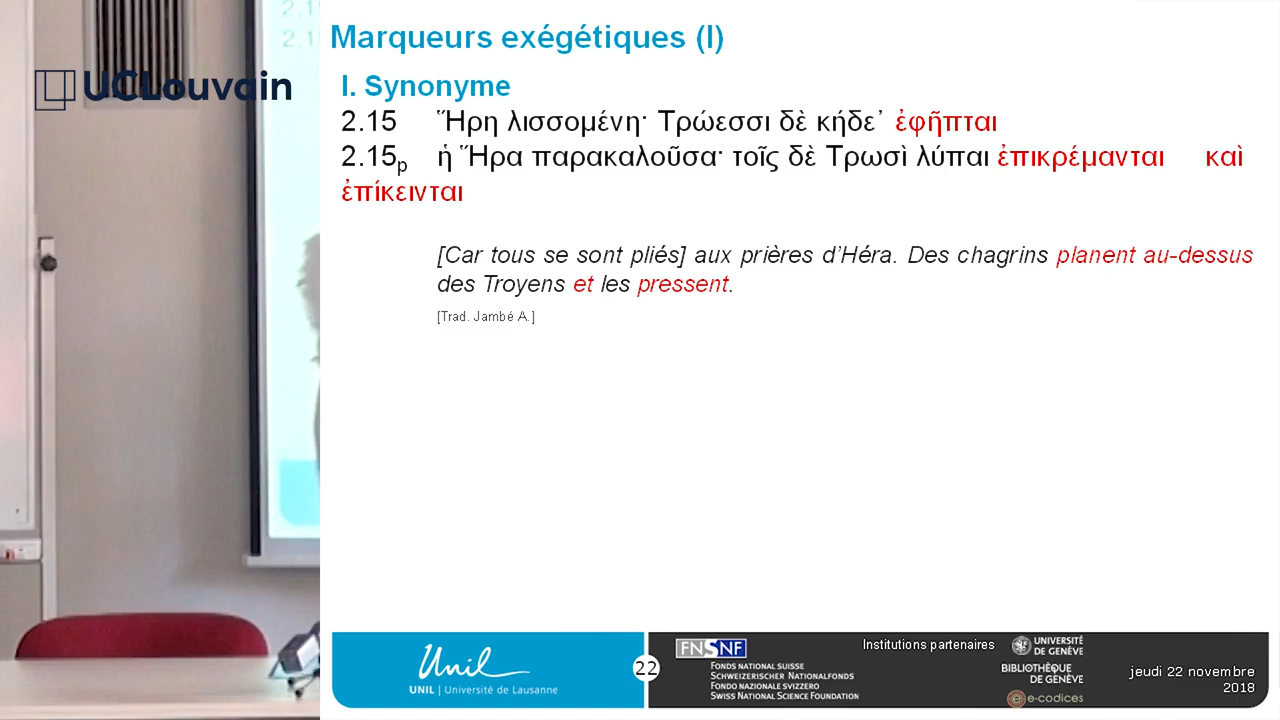 UCLouvain
Marqueurs exégétiques (I)
I. Synonyme
2.15 Ἥρη λισσομένη· Τρώεσσι δὲ κήδε᾽ ἐφῆπται
2.15p ἡ Ἥρα παρακαλοῦσα· τοῖς δὲ Τρωσὶ λύπαι ἐπικρέμανται καὶ
ἐπίκεινται
[Car tous se sont pliés] aux prières d’Héra. Des chagrins planent au-dessus
des Troyens et les pressent.
[Trad. Jambé A.]
Unil
UNIL | Université de Lausanne
22
FNSNF
FONDS NATIONAL SUISSE
SCHWEIZERISCHER NATIONALFONDS
FONDO NAZIONALE SVIZZERO
SWISS NATIONAL SCIENCE FOUNDATION
Institutions partenaires
UNIVERSITÉ
DE GENÈVE
BIBLIOTHÈQUE
DE GENÈVE
e-codices
jeudi 22 novembre
2018